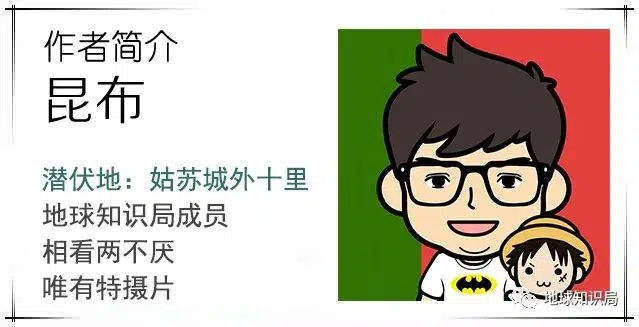 作者简介
昆布
潜伏地：姑苏城外十里
地球知识局成员
相看两不厌
唯有特摄片
地球知识局